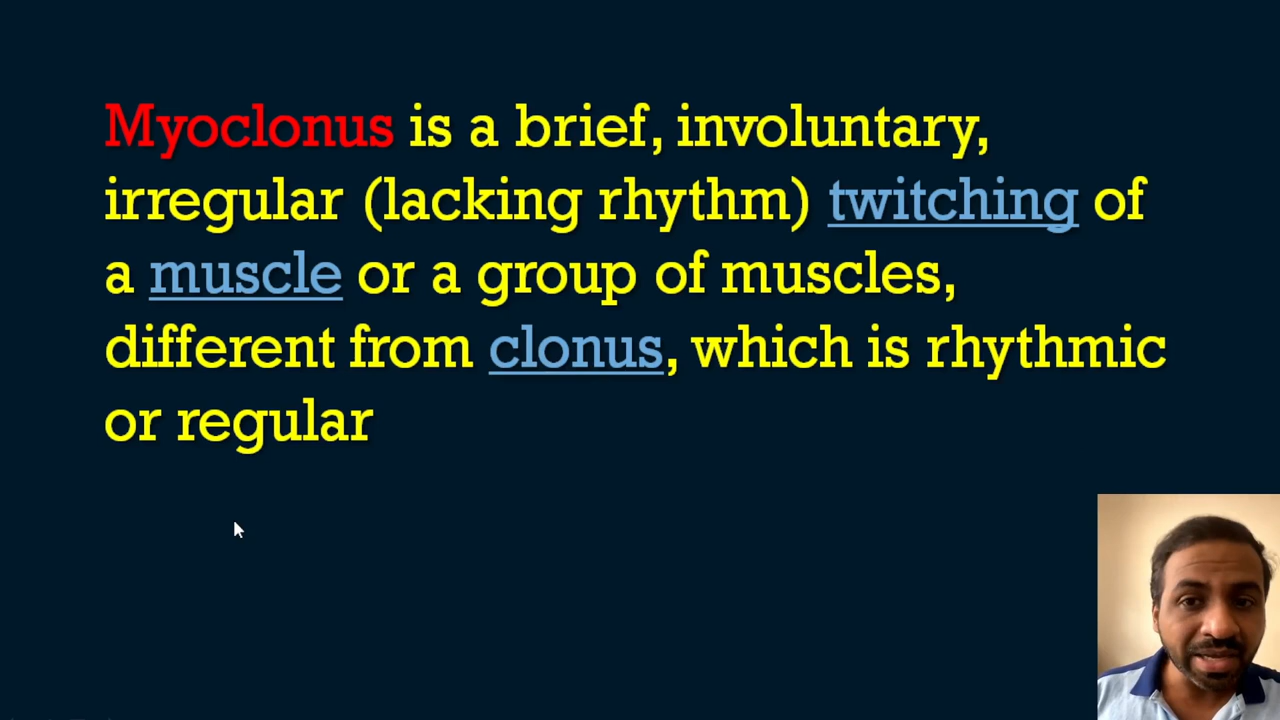 Myoclonus is a brief, involuntary,
irregular (lacking rhythm) twitching of
a muscle or a group of muscles,
different from clonus, which is rhythmic
or regular